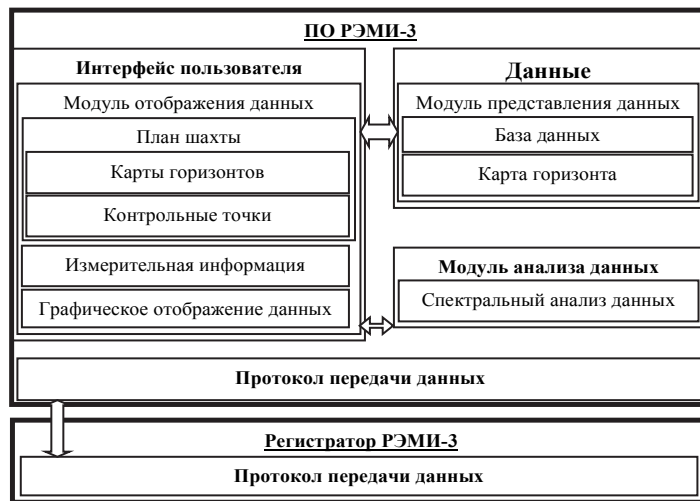 ПО РЭМИ-3
Интерфейс пользователя
Модуль отображения данных
План шахты
Карты горизонтов
Контрольные точки
Измерительная информация
Графическое отображение данных
Данные
Модуль представления данных
База данных
Карта горизонта
Модуль анализа данных
Спектральный анализ данных
Протокол передачи данных
Регистратор РЭМИ-3
Протокол передачи данных